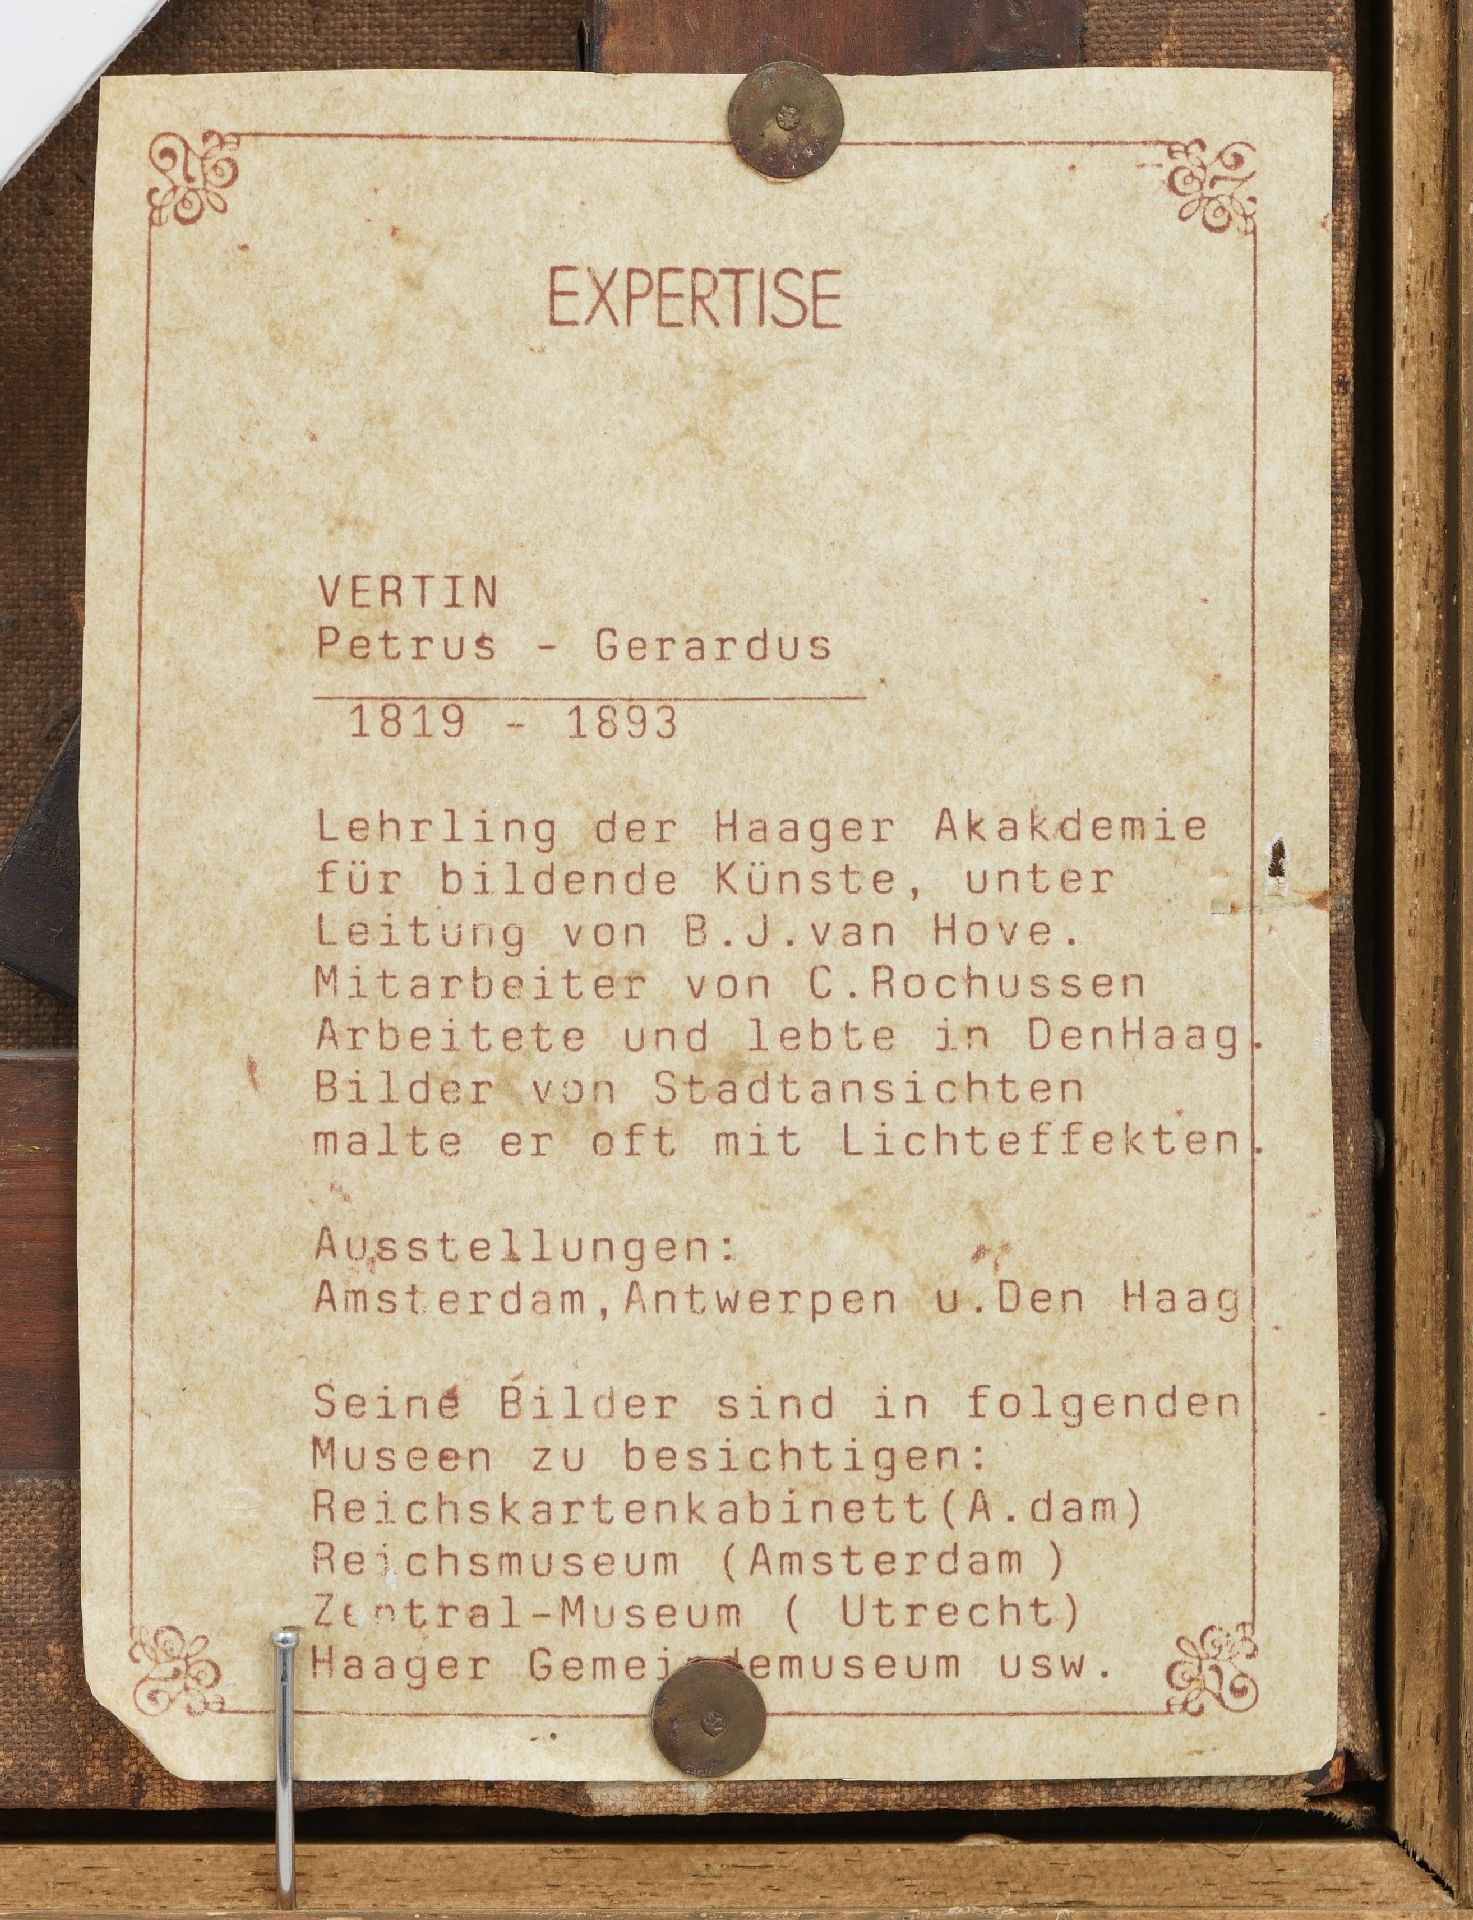 EXPERTISE
VERTIN
Petrus - Gerardus
1819 - 1893
Lehrling der Haager Akakdemie
für bildende Künste, unter
Leitung von B.J.van Hove.
Mitarbeiter von C.Rochussen
Arbeitete und lebte in DenHaag.
Bilder von Stadtansichten
malte er oft mit Lichteffekten.
Ausstellungen:
Amsterdam,Antwerpen u.Den Haag
Seine Bilder sind in folgenden
Museen zu besichtigen:
Reichskartenkabinett(A.dam)
Reichsmuseum (Amsterdam )
Zentral-Museum ( Utrecht)
Haager Gemeindemuseum usw.